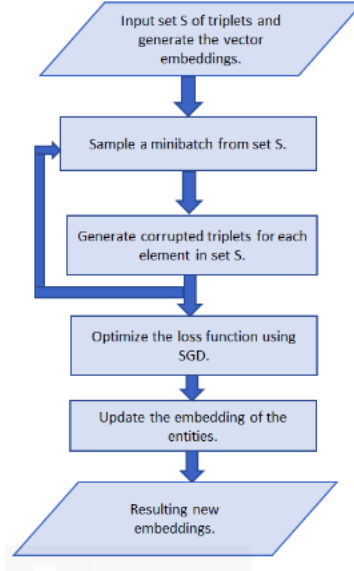 Input set S of triplets and
generate the vector
embeddings.
Sample a minibatch from set S.
Generate corrupted triplets for each
element in set S.
Optimize the loss function using
SGD.
Update the embedding of the
entities.
Resulting new
embeddings.